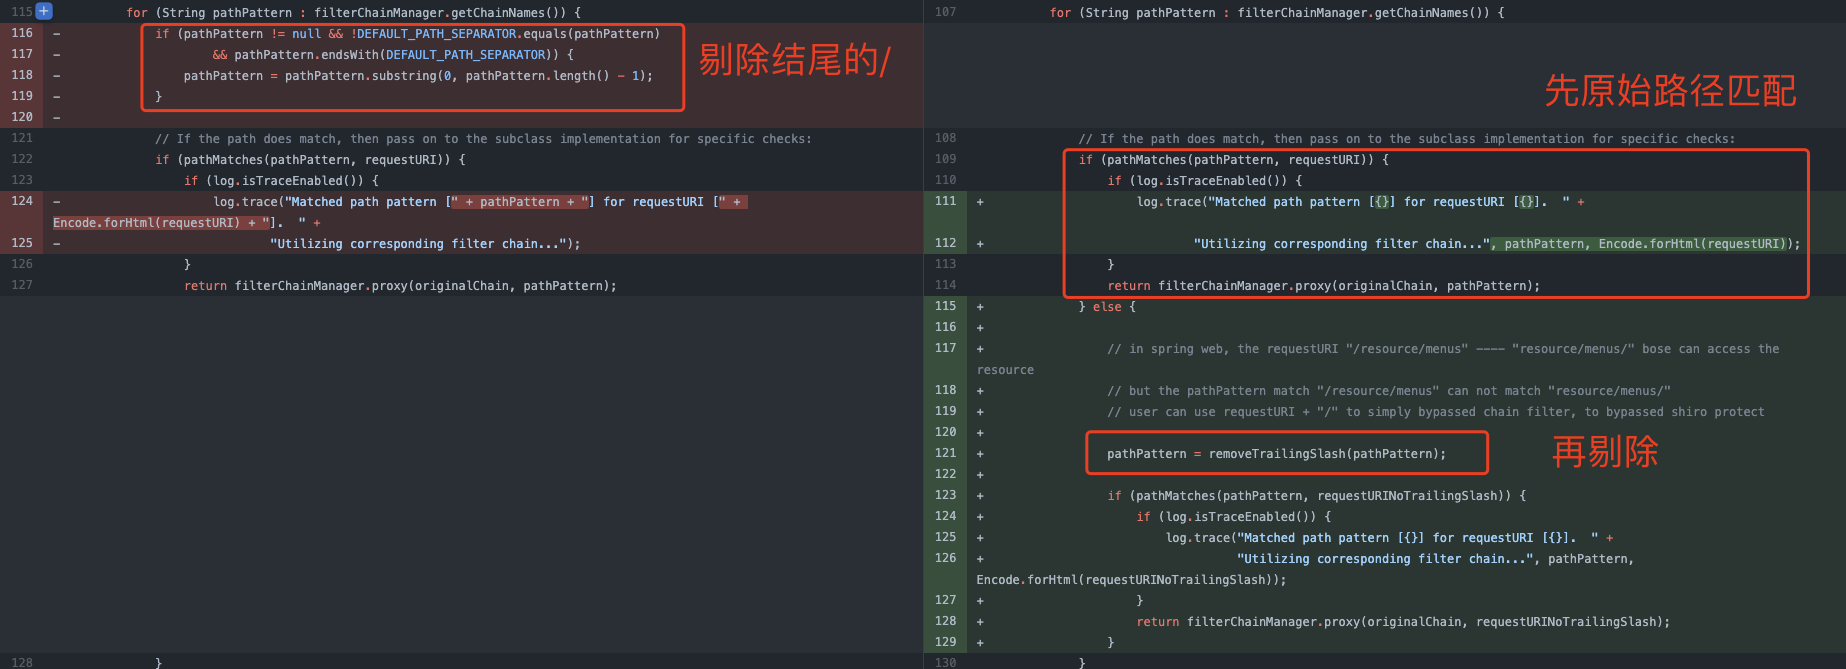 115 + for (String pathPattern : filterChainManager.getChainNames()) {
116 - if (pathPattern != null && !DEFAULT_PATH_SEPARATOR.equals(pathPattern)
117 - && pathPattern.endsWith(DEFAULT_PATH_SEPARATOR)) {
118 - pathPattern = pathPattern.substring(0, pathPattern.length() - 1);
119 - }
120 -
剔除结尾的/
121 // If the path does match, then pass on to the subclass implementation for specific checks:
122 if (pathMatches(pathPattern, requestURI)) {
123 if (log.isTraceEnabled()) {
124 - log.trace("Matched path pattern [" + pathPattern + "] for requestURI [" +
Encode.forHtml(requestURI) + "].  " +
125 - "Utilizing corresponding filter chain...");
126 }
127 return filterChainManager.proxy(originalChain, pathPattern);
128 }
107 for (String pathPattern : filterChainManager.getChainNames()) {
先原始路径匹配
108 // If the path does match, then pass on to the subclass implementation for specific checks:
109 if (pathMatches(pathPattern, requestURI)) {
110 if (log.isTraceEnabled()) {
111 + log.trace("Matched path pattern [{}] for requestURI [{}].  " +
112 + "Utilizing corresponding filter chain...", pathPattern, Encode.forHtml(requestURI));
113 }
114 return filterChainManager.proxy(originalChain, pathPattern);
115 + } else {
116 +
117 + // in spring web, the requestURI "/resource/menus" ---- "resource/menus/" bose can access the
resource
118 + // but the pathPattern match "/resource/menus" can not match "resource/menus/"
119 + // user can use requestURI + "/" to simply bypassed chain filter, to bypassed shiro protect
120 +
121 + pathPattern = removeTrailingSlash(pathPattern);
再剔除
122 +
123 + if (pathMatches(pathPattern, requestURINoTrailingSlash)) {
124 + if (log.isTraceEnabled()) {
125 + log.trace("Matched path pattern [{}] for requestURI [{}].  " +
126 + "Utilizing corresponding filter chain...", pathPattern,
Encode.forHtml(requestURINoTrailingSlash));
127 + }
128 + return filterChainManager.proxy(originalChain, requestURINoTrailingSlash);
129 + }
130 }